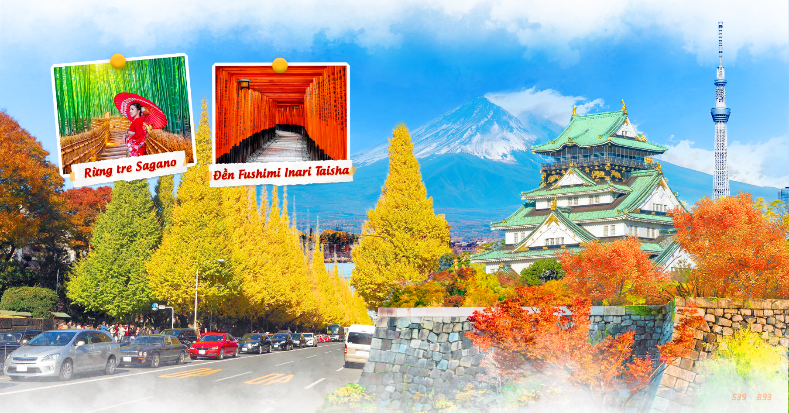 Rừng tre Sagano
Đền Fushimi Inari Taisha